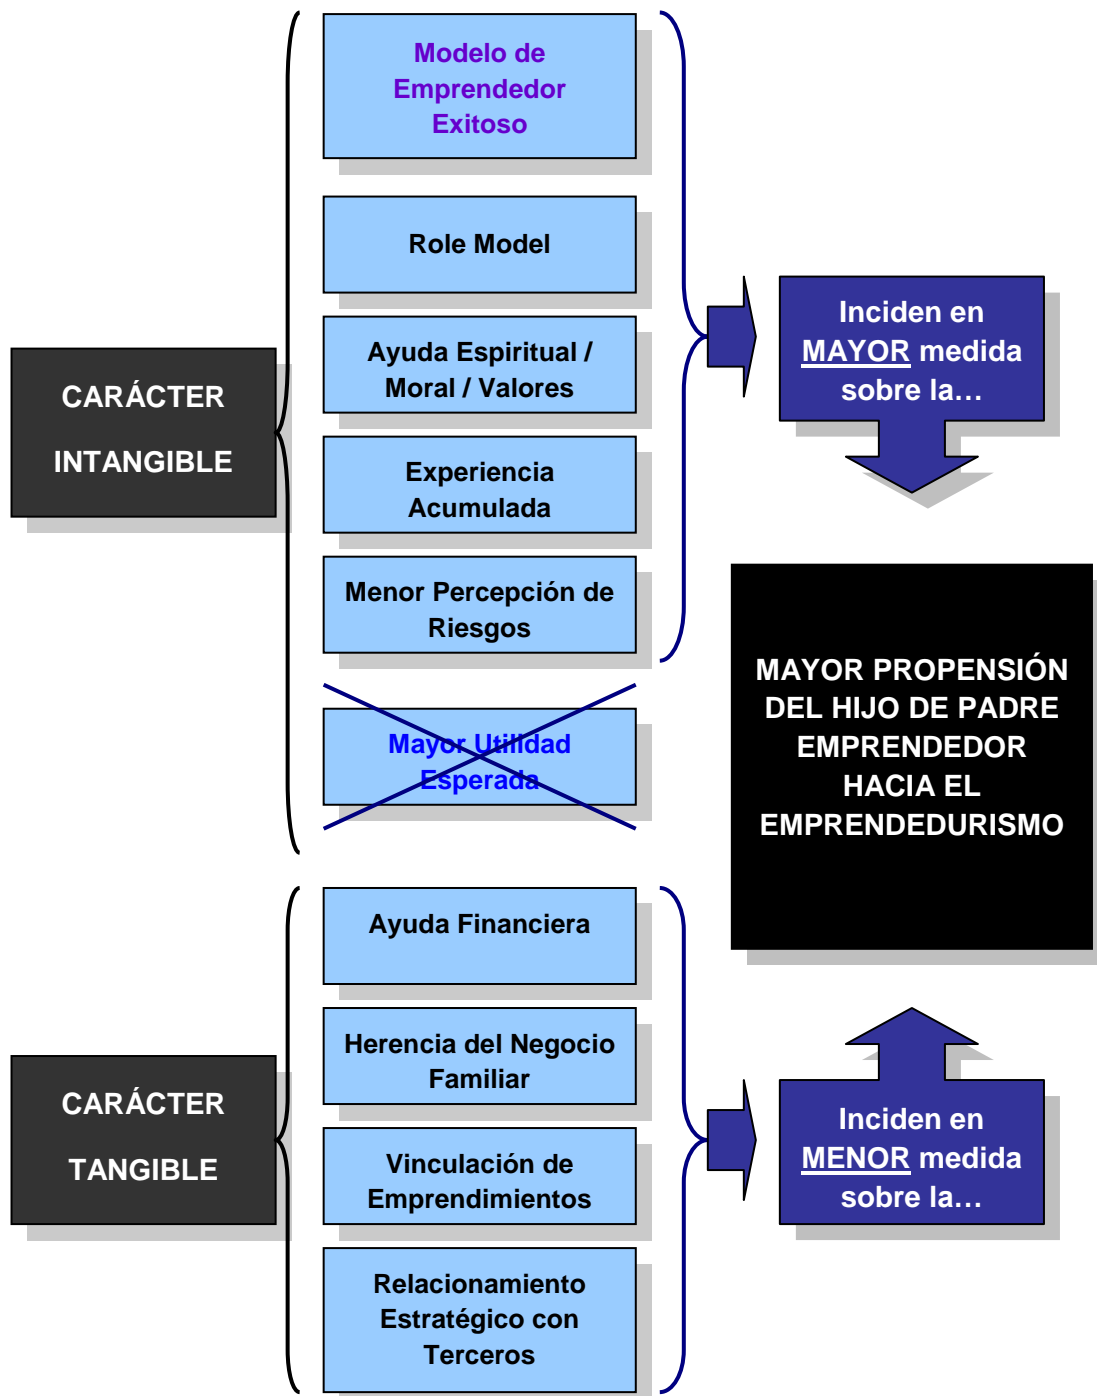 Modelo de
Emprendedor
Exitoso
Role Model
Ayuda Espiritual /
Moral / Valores
Experiencia
Acumulada
Menor Percepción de
Riesgos
Mayor Utilidad
Esperada
CARÁCTER
INTANGIBLE
Inciden en
MAYOR medida
sobre la…
MAYOR PROPENSIÓN
DEL HIJO DE PADRE
EMPRENDEDOR
HACIA EL
EMPRENDEDURISMO
Ayuda Financiera
Herencia del Negocio
Familiar
Vinculación de
Emprendimientos
Relacionamiento
Estratégico con
Terceros
CARÁCTER
TANGIBLE
Inciden en
MENOR medida
sobre la…